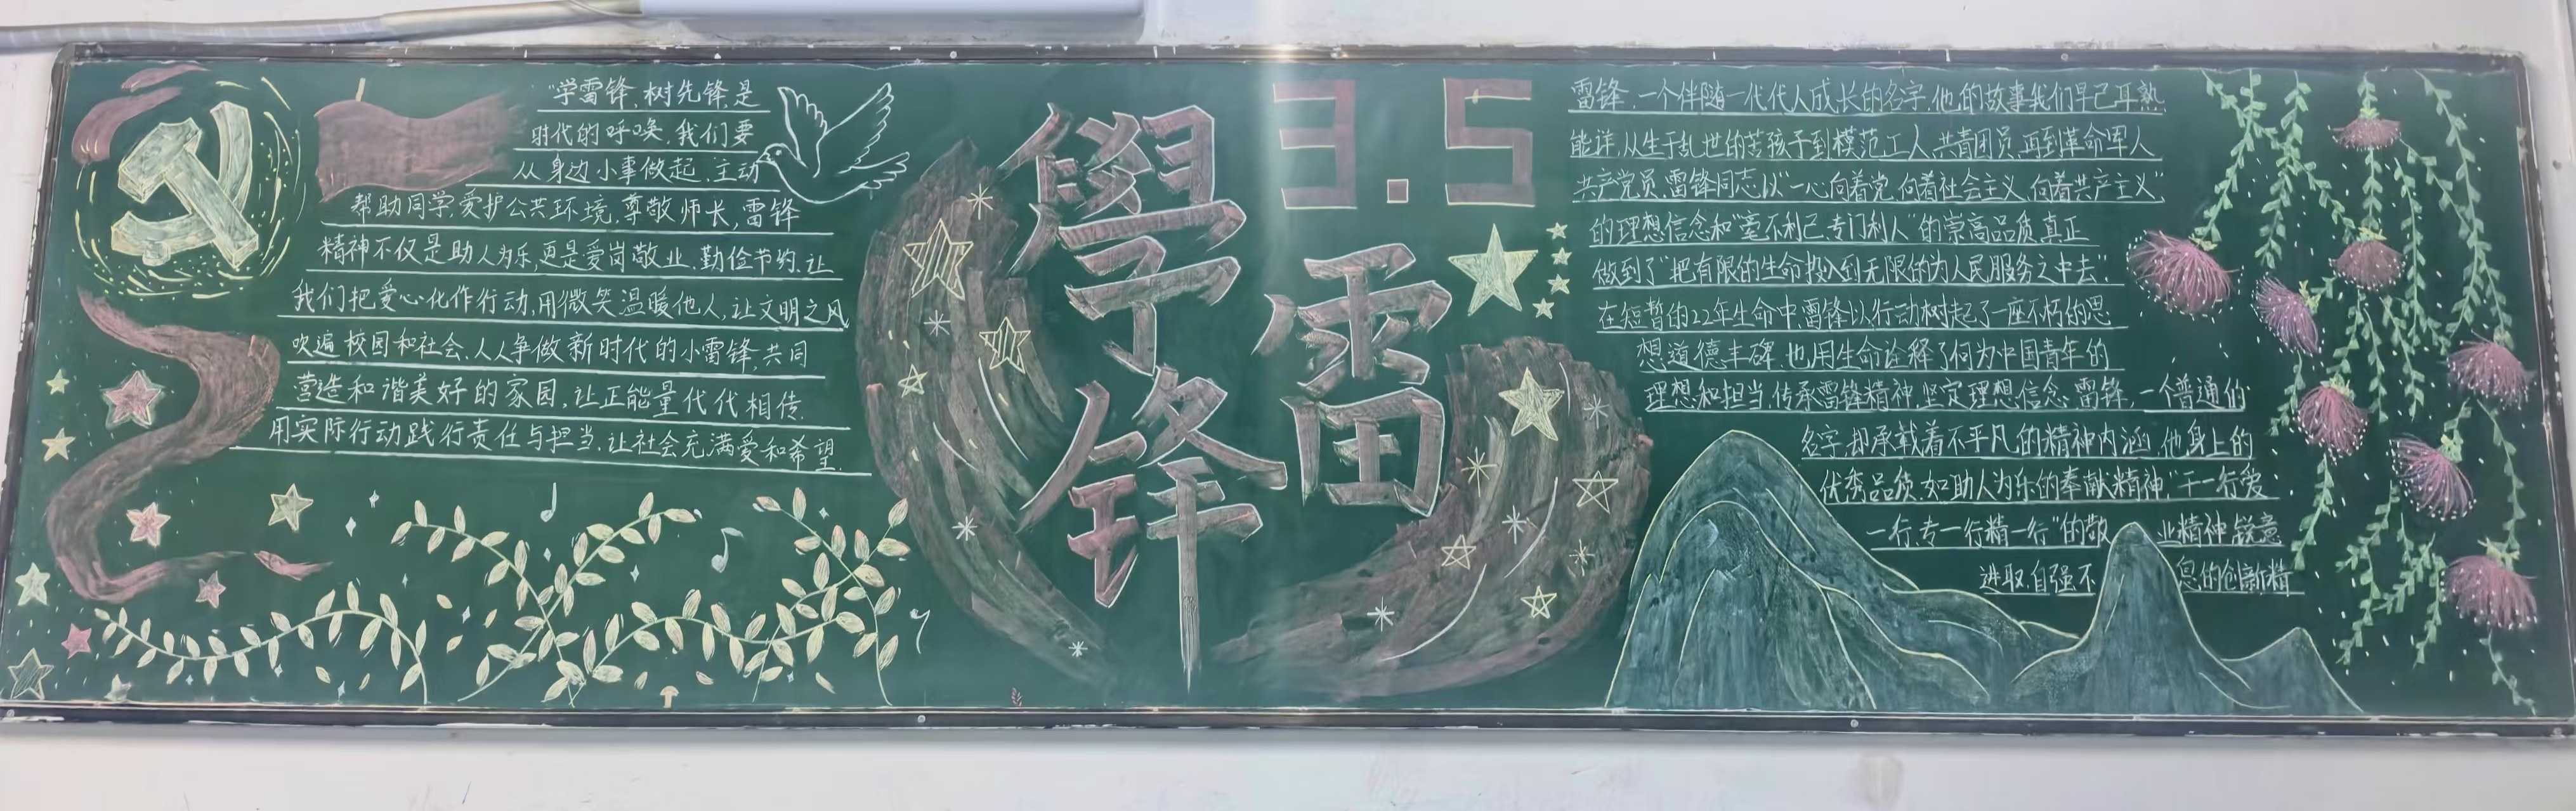 “学雷锋,树先锋,是
时代的呼唤,我们要
从身边小事做起,主动
帮助同学,爱护公共环境,尊敬师长,雷锋
精神不仅是助人为乐,更是爱岗敬业、勤俭节约,让
我们把爱心化作行动,用微笑温暖他人,让文明之风
吹遍校园和社会,人人争做新时代的小雷锋,共同
营造和谐美好的家园,让正能量代代相传,
用实际行动践行责任与担当,让社会充满爱和希望.
3.5
學雷
锋
雷锋,一个伴随一代代人成长的名字,他的故事我们早已耳熟
能详,从生于乱世的苦孩子到模范工人,共青团员,再到革命军人
共产党员,雷锋同志以“一心向着党,向着社会主义,向着共产主义”
的理想信念和“毫不利己、专门利人”的崇高品质真正
做到了“把有限的生命投入到无限的为人民服务之中去”.
在短暂的22年生命中,雷锋以行动树起了一座不朽的思
想道德丰碑,也用生命诠释了何为中国青年的
理想和担当,传承雷锋精神,坚定理想信念,雷锋,一个普通的
名字,却承载着不平凡的精神内涵,他身上的
优秀品质,如助人为乐的奉献精神,“干一行爱
一行、专一行精一行”的敬业精神,锐意
进取,自强不息的创新精